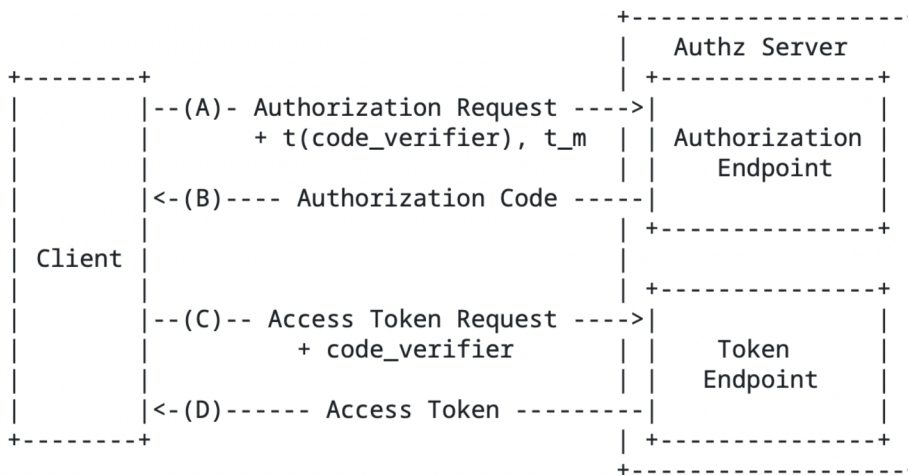 Authz Server
--(A)- Authorization Request ---->
+ t(code_verifier), t_m
Authorization
Endpoint
<-(B)---- Authorization Code -----
Client
--(C)-- Access Token Request ---->
+ code_verifier
Token
Endpoint
<-(D)------ Access Token ---------